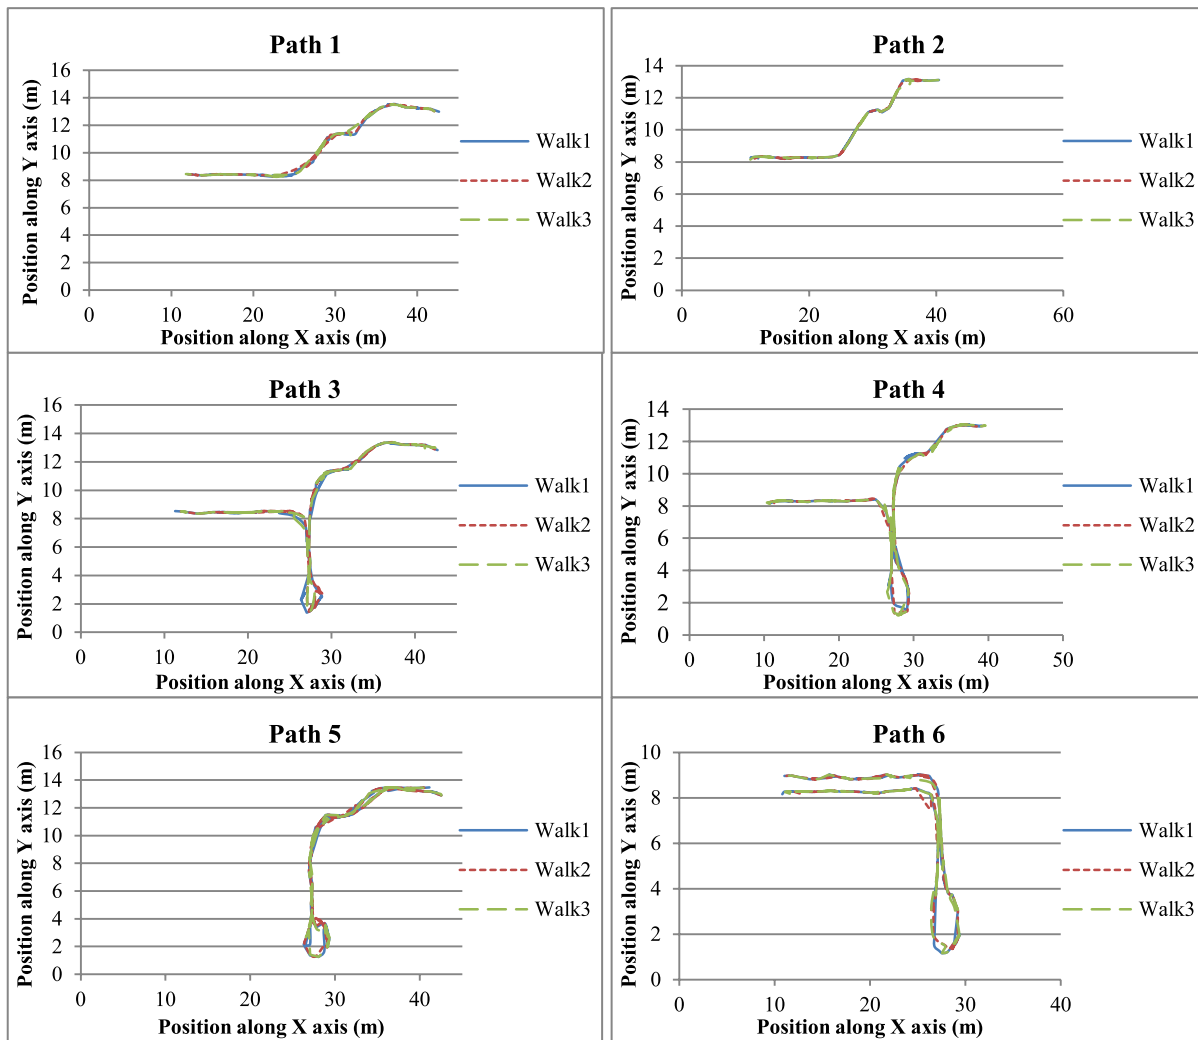 Path 1
Position along Y axis (m)
16
14
12
10
8
6
4
2
0
0 10 20 30 40
Position along X axis (m)
Walk1
Walk2
Walk3
Path 2
Position along Y axis (m)
14
12
10
8
6
4
2
0
0 20 40 60
Position along X axis (m)
Walk1
Walk2
Walk3
Path 3
Position along Y axis (m)
16
14
12
10
8
6
4
2
0
0 10 20 30 40
Position along X axis (m)
Walk1
Walk2
Walk3
Path 4
Position along Y axis (m)
14
12
10
8
6
4
2
0
0 10 20 30 40 50
Position along X axis (m)
Walk1
Walk2
Walk3
Path 5
Position along Y axis (m)
16
14
12
10
8
6
4
2
0
0 10 20 30 40
Position along X axis (m)
Walk1
Walk2
Walk3
Path 6
Position along Y axis (m)
10
8
6
4
2
0
0 10 20 30 40
Position along X axis (m)
Walk1
Walk2
Walk3